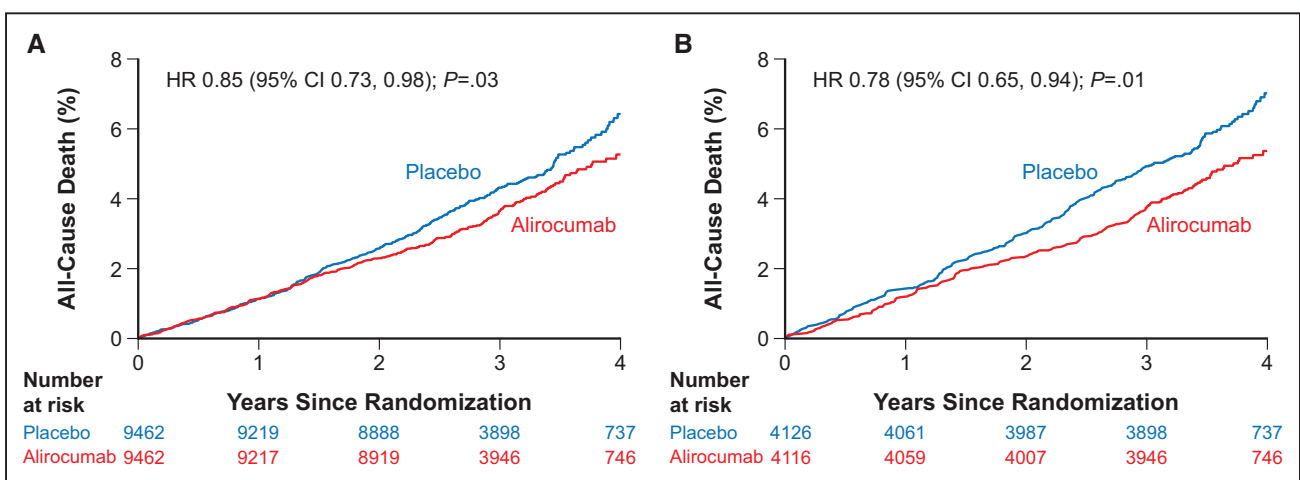 A
All-Cause Death (%)
8
6
4
2
0
HR 0.85 (95% CI 0.73, 0.98); P=.03
Placebo
Alirocumab
0 1 2 3 4
Years Since Randomization
Number
at risk
Placebo 9462 9219 8888 3898 737
Alirocumab 9462 9217 8919 3946 746
B
All-Cause Death (%)
8
6
4
2
0
HR 0.78 (95% CI 0.65, 0.94); P=.01
Placebo
Alirocumab
0 1 2 3 4
Years Since Randomization
Number
at risk
Placebo 4126 4061 3987 3898 737
Alirocumab 4116 4059 4007 3946 746